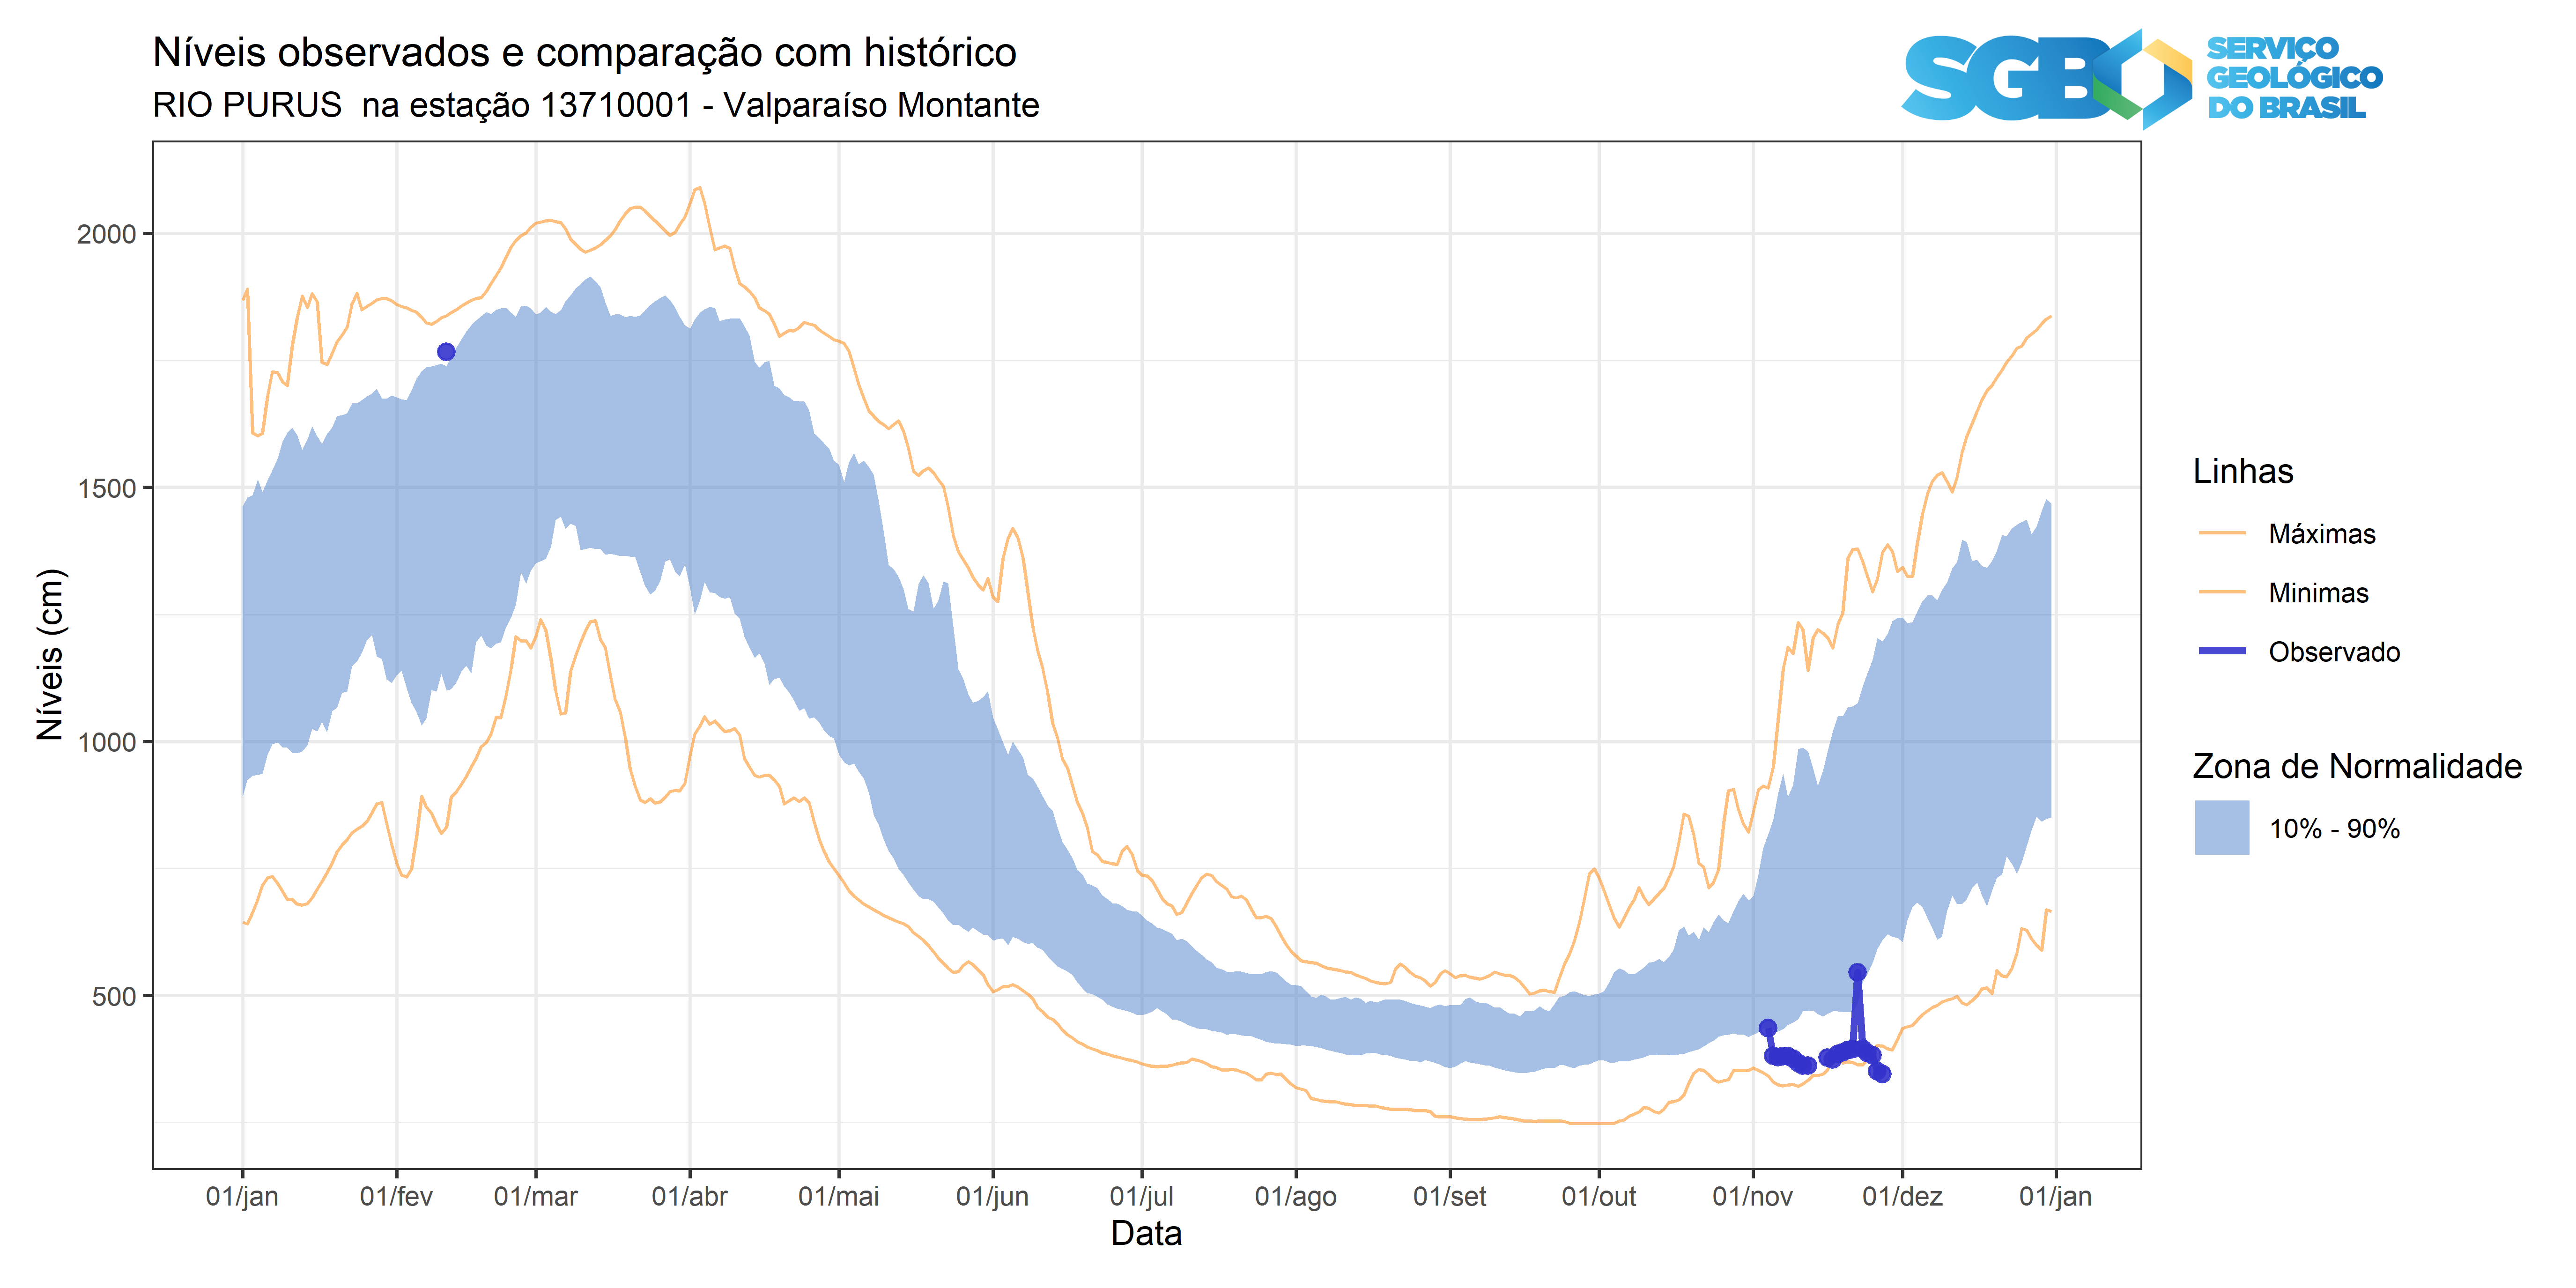 Níveis observados e comparação com histórico
RIO PURUS  na estação 13710001 - Valparaíso Montante
SGB
SERVIÇO
GEOLÓGICO
DO BRASIL
Níveis (cm)
2000
1500
1000
500
01/jan
01/fev
01/mar
01/abr
01/mai
01/jun
01/jul
01/ago
01/set
01/out
01/nov
01/dez
01/jan
Data
Linhas
Máximas
Minimas
Observado
Zona de Normalidade
10% - 90%